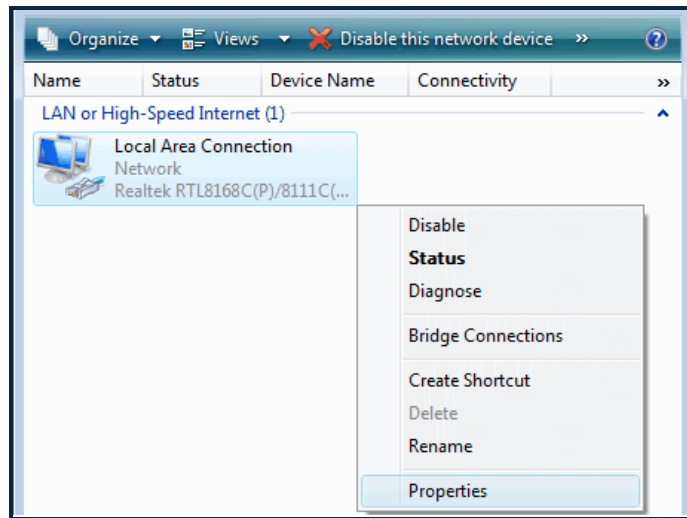 Organize Views Disable this network device »
Name Status Device Name Connectivity »
LAN or High-Speed Internet (1)
Local Area Connection
Network
Realtek RTL8168C(P)/8111C(...
Disable
Status
Diagnose
Bridge Connections
Create Shortcut
Delete
Rename
Properties